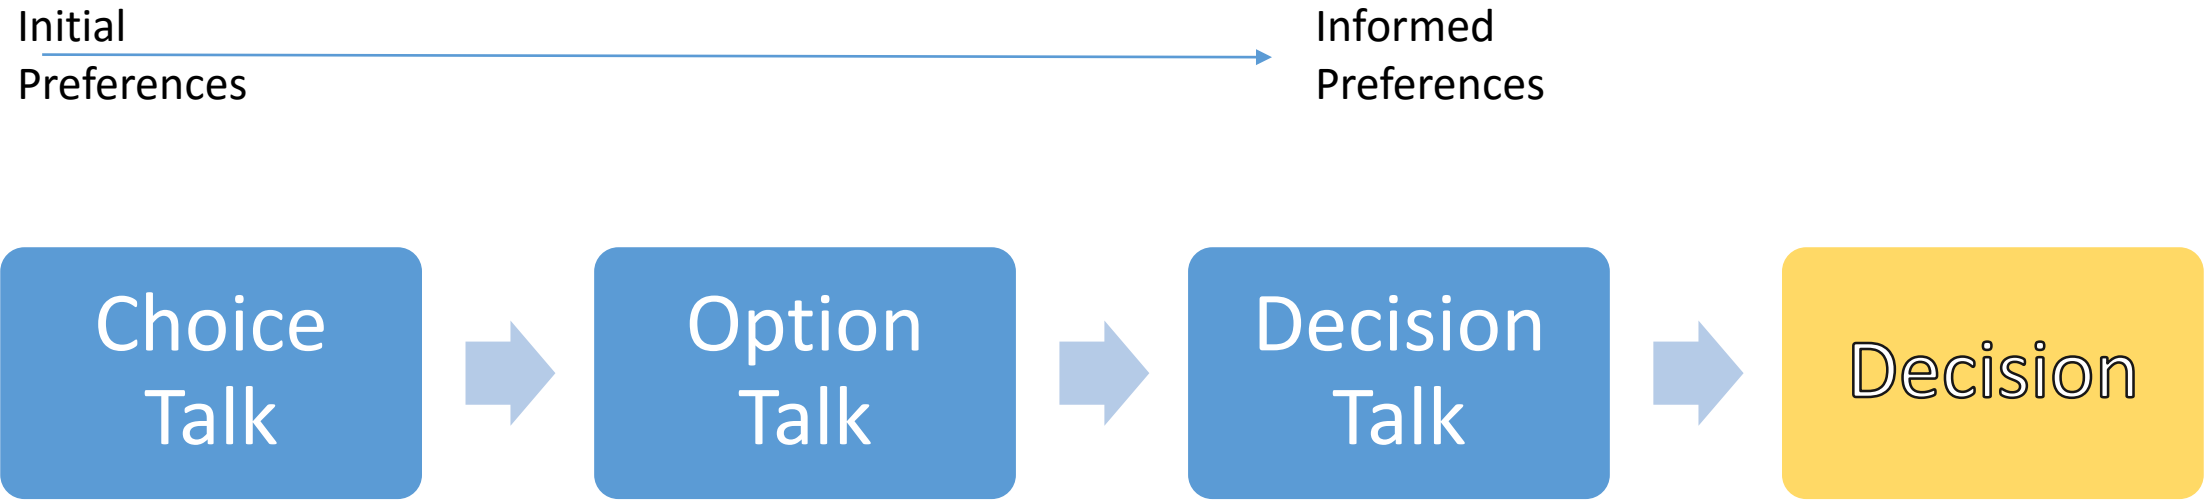 Initial
Preferences
Informed
Preferences
Choice
Talk
Option
Talk
Decision
Talk
Decision